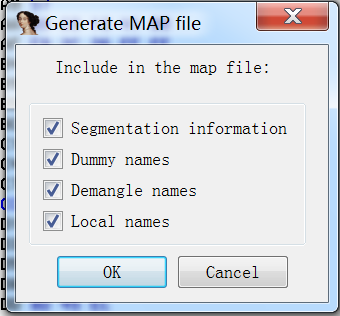 Generate MAP file
Include in the map file:
Segmentation information
Dummy names
Demangle names
Local names
OK
Cancel